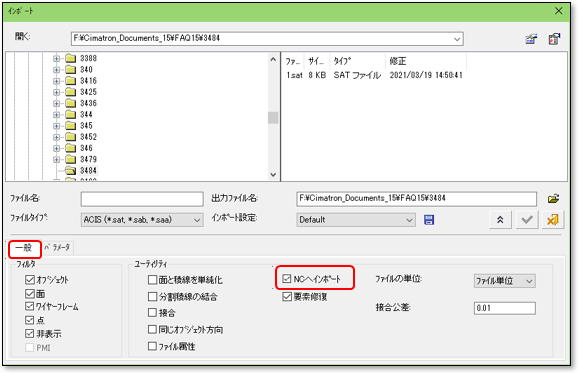 インポート
開く:
F:¥Cimatron_Documents_15¥FAQ15¥3484
3388
340
3416
3425
3436
344
345
3452
346
3479
3484
ファ... サイ... タイプ 修正
1.sat 8 KB SAT ファイル 2021/03/19 14:50:41
ファイル名:
出力ファイル名: F:¥Cimatron_Documents_15¥FAQ15¥3484
ファイルタイプ: ACIS (*.sat, *.sab, *.saa)
インポート設定: Default
一般 パラメータ
フィルタ
オブジェクト
面
ワイヤーフレーム
点
非表示
PMI
ユーティリティ
面と稜線を単純化
分割稜線の結合
接合
同じオブジェクト方向
ファイル属性
NCへインポート
要素修復
ファイルの単位: ファイル単位
接合公差: 0.01